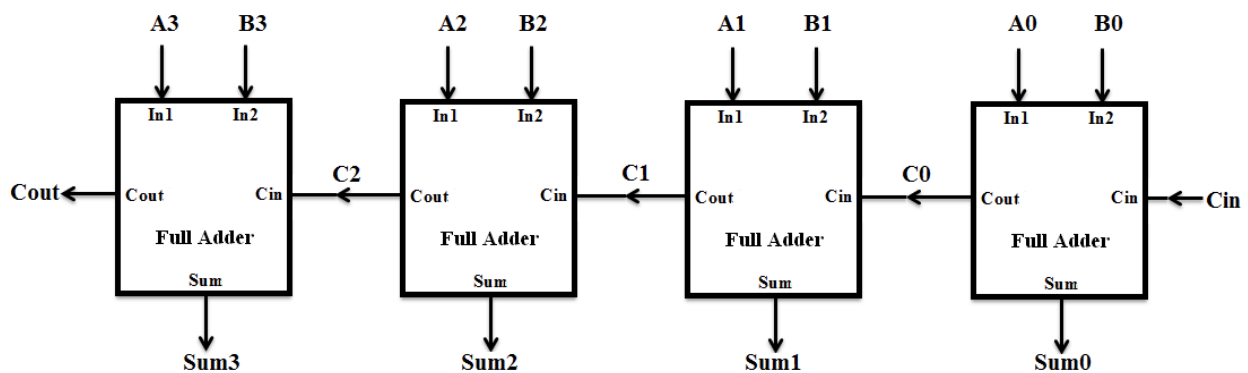 A3 B3 A2 B2 A1 B1 A0 B0
In1 In2 In1 In2 In1 In2 In1 In2
C2 C1 C0
Cout Cout Cin Cout Cin Cout Cin Cout Cin Cin
Full Adder Full Adder Full Adder Full Adder
Sum Sum Sum Sum
Sum3 Sum2 Sum1 Sum0